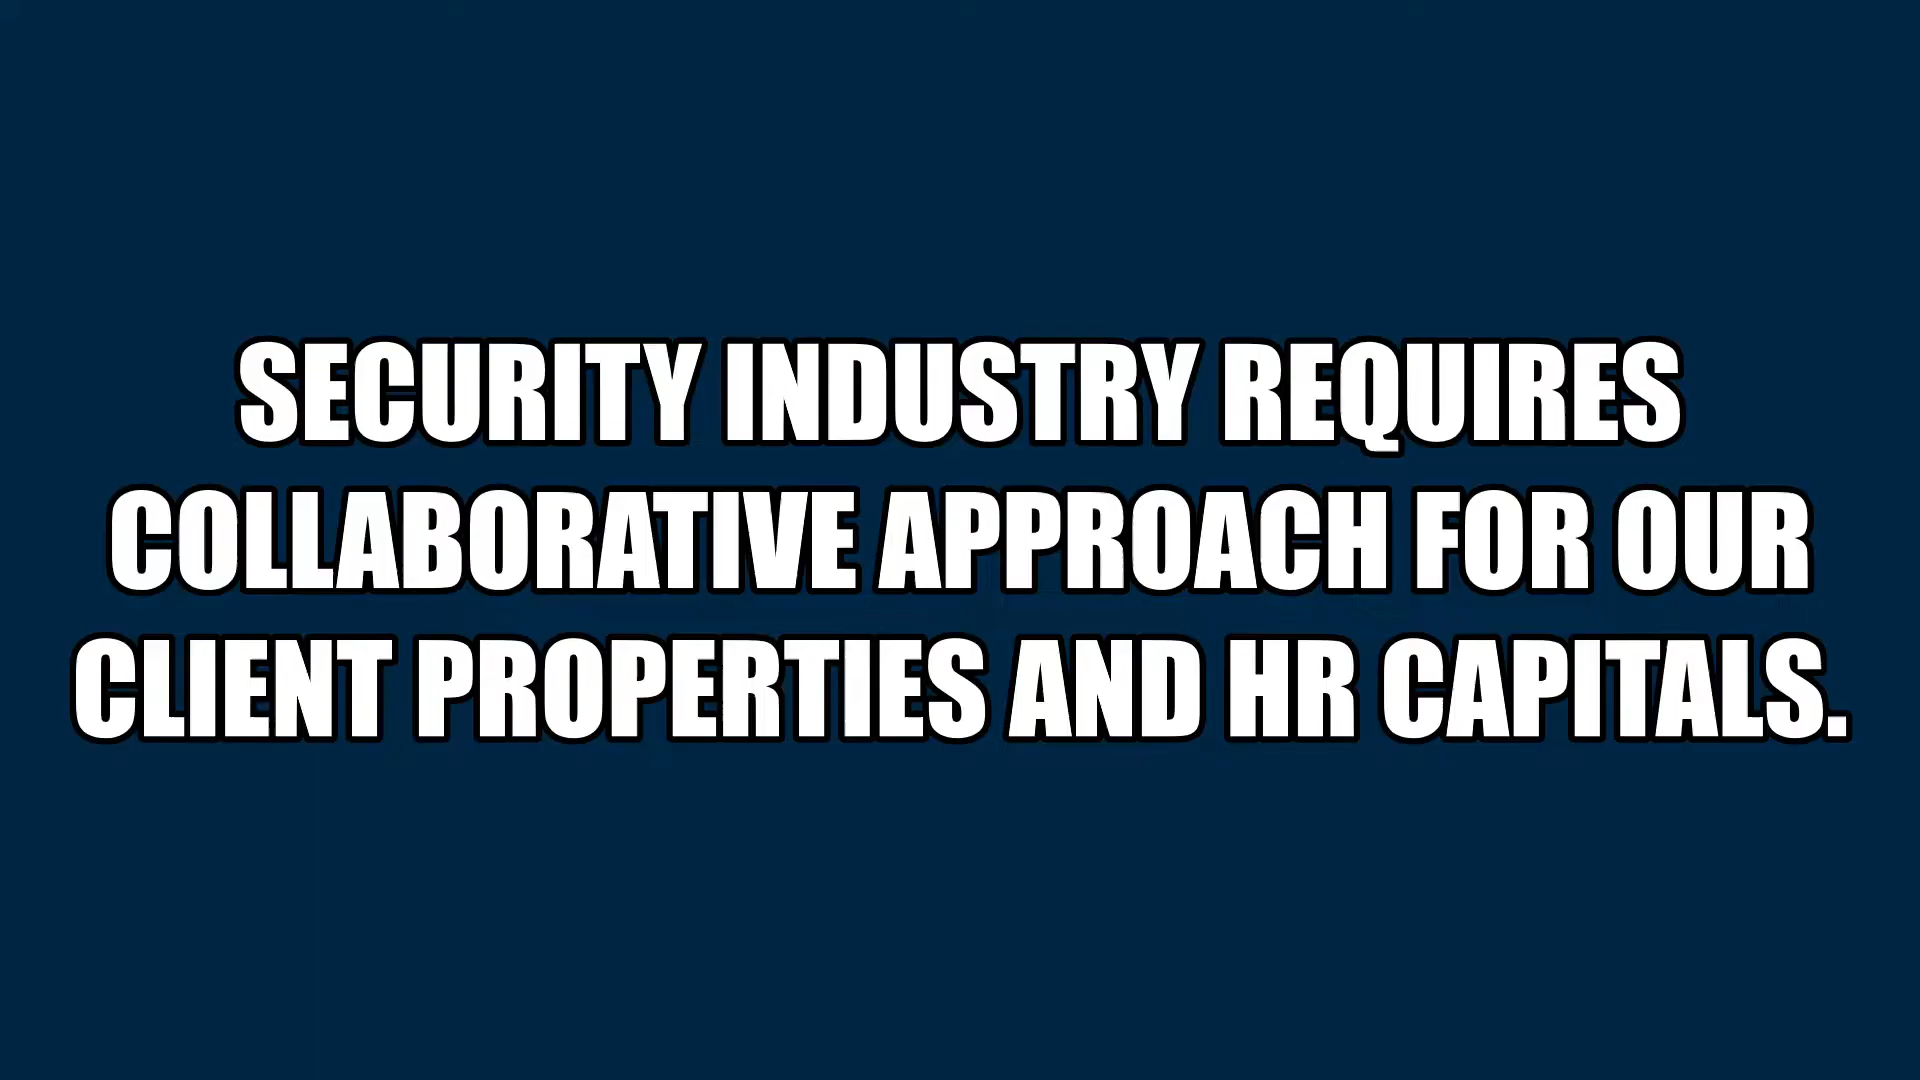 SECURITY INDUSTRY REQUIRES
COLLABORATIVE APPROACH FOR OUR
CLIENT PROPERTIES AND HR CAPITALS.